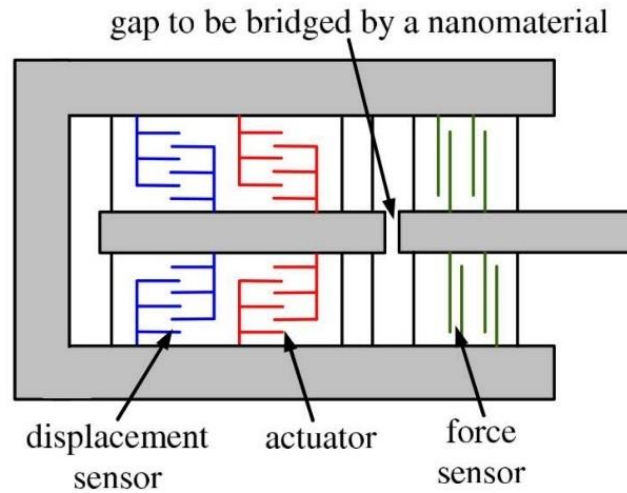 gap to be bridged by a nanomaterial
displacement
sensor
actuator
force
sensor